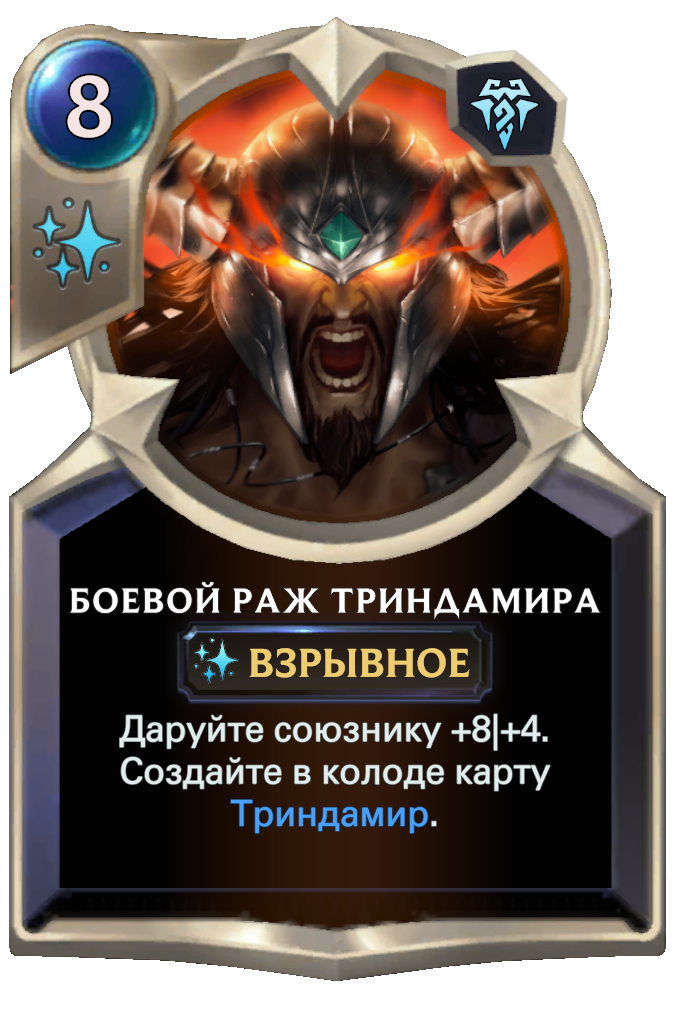 8
БОЕВОЙ РАЖ ТРИНДАМИРА
ВЗРЫВНОЕ
Даруйте союзнику +8|+4.
Создайте в колоде карту
Триндамир.